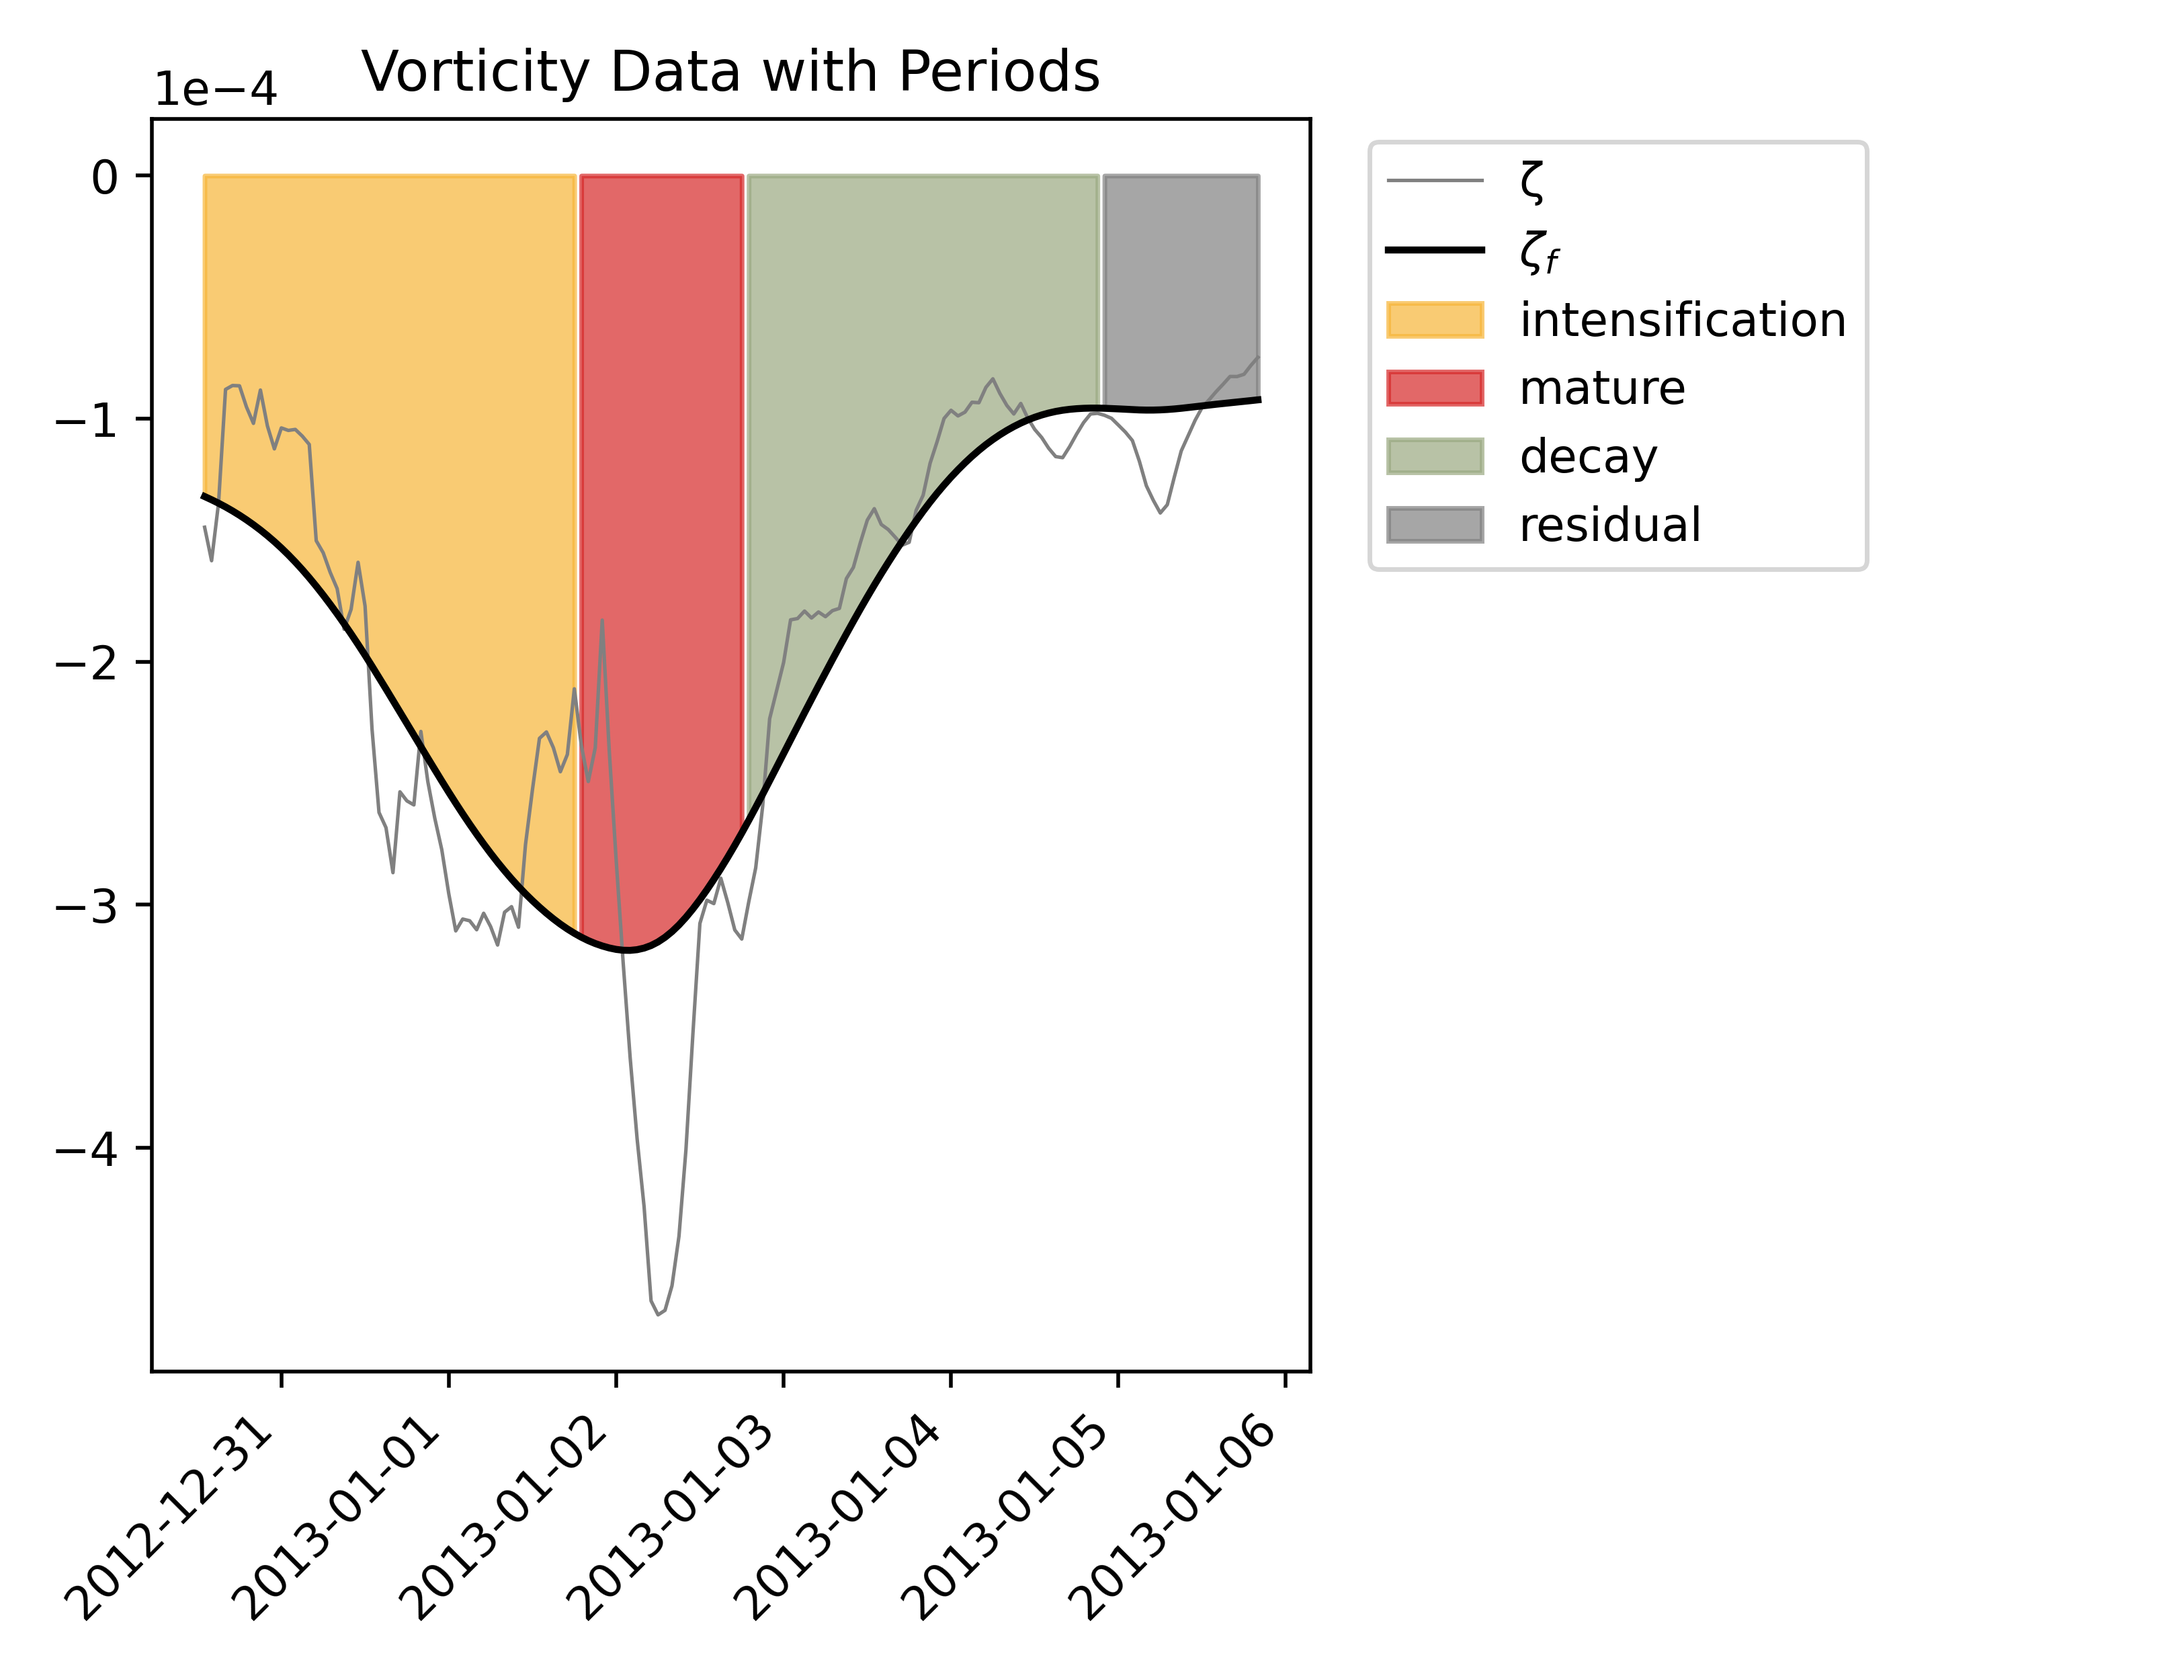 Vorticity Data with Periods
1e−4
0
−1
−2
−3
−4
2012-12-31
2013-01-01
2013-01-02
2013-01-03
2013-01-04
2013-01-05
2013-01-06
ζ
ζf
intensification
mature
decay
residual